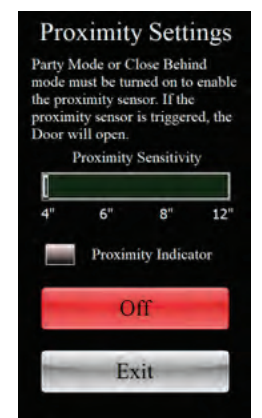 Proximity Settings
Party Mode or Close Behind
mode must be turned on to enable
the proximity sensor. If the
proximity sensor is triggered, the
Door will open.
Proximity Sensitivity
4" 6" 8" 12"
Proximity Indicator
Off
Exit